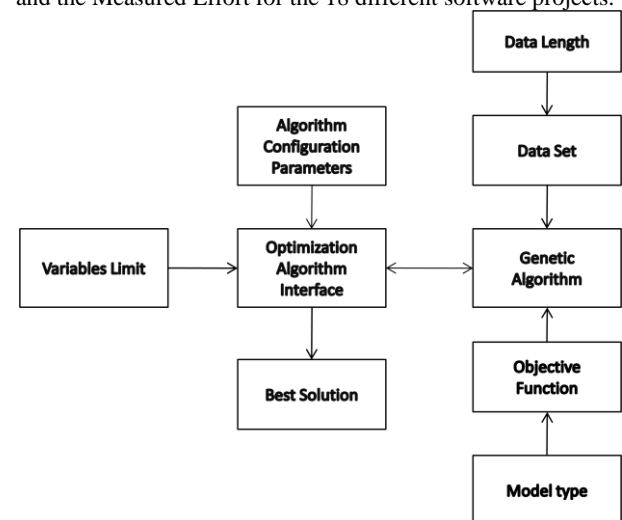 and the Measured Effort for the 18 different software projects.
Data Length
Algorithm
Configuration
Parameters
Data Set
Variables Limit
Optimization
Algorithm
Interface
Genetic
Algorithm
Best Solution
Objective
Function
Model type